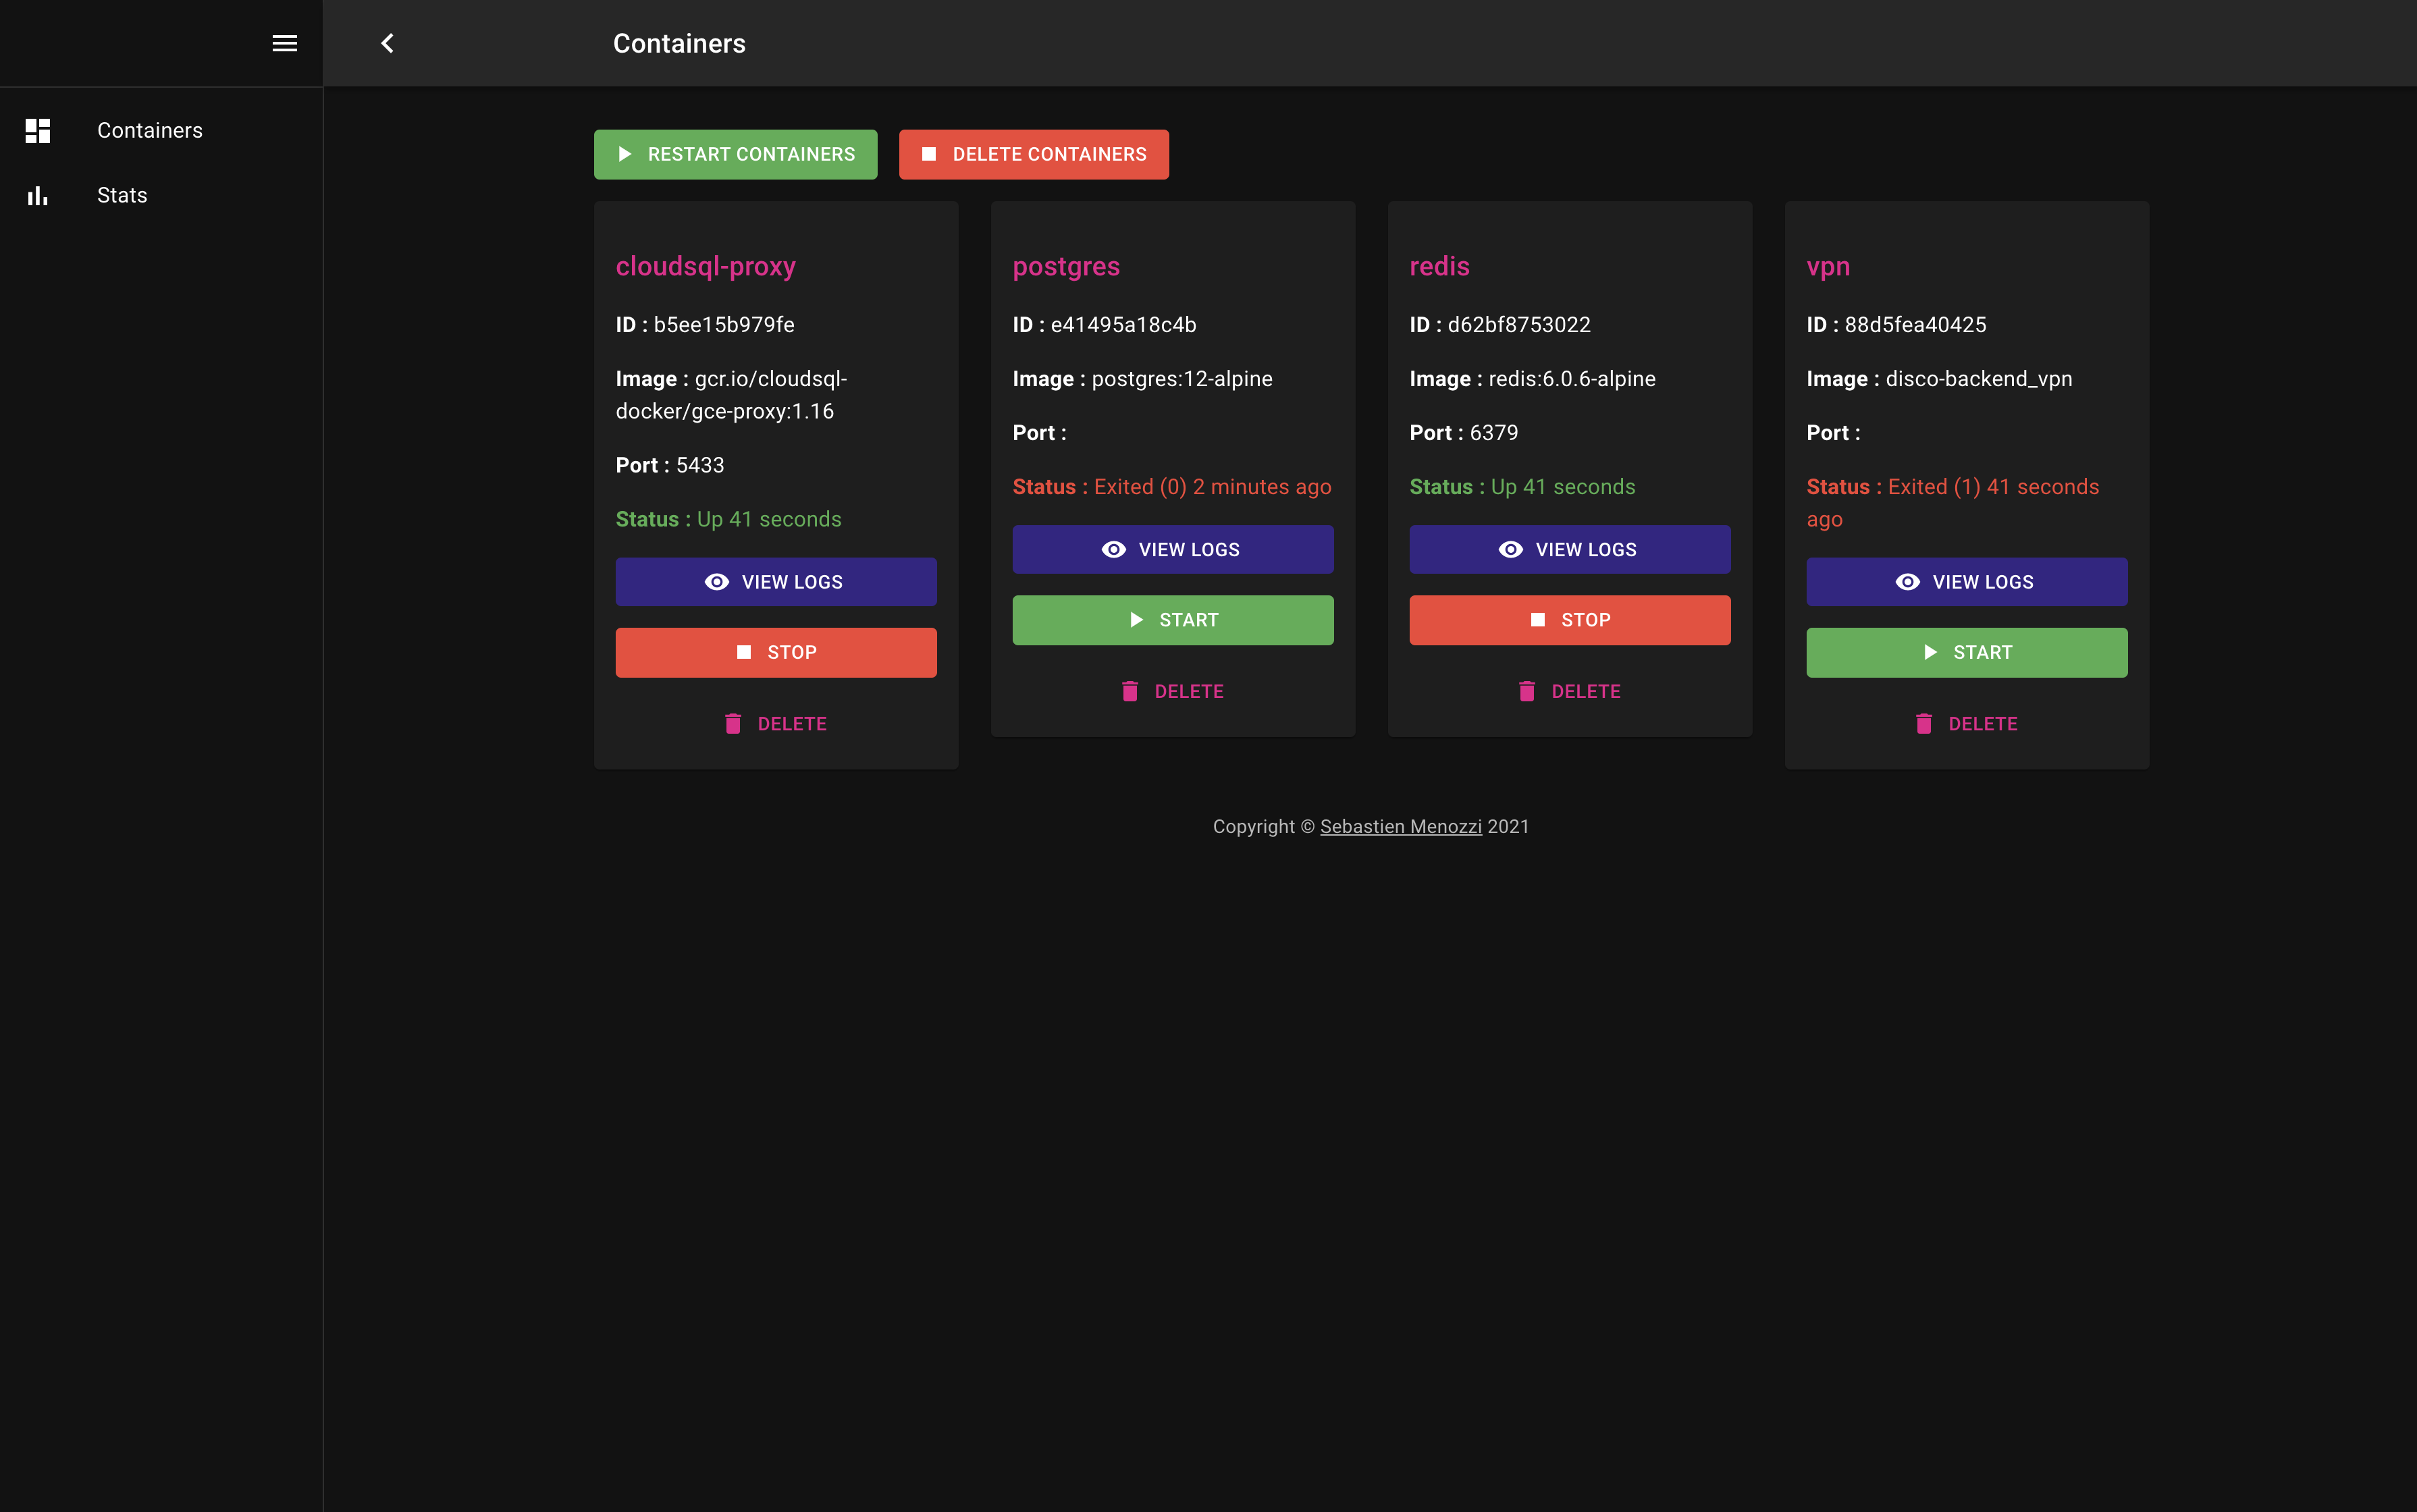 Containers
Containers
Stats
RESTART CONTAINERS
DELETE CONTAINERS
cloudsql-proxy
ID : b5ee15b979fe
Image : gcr.io/cloudsql-
docker/gce-proxy:1.16
Port : 5433
Status : Up 41 seconds
VIEW LOGS
STOP
DELETE
postgres
ID : e41495a18c4b
Image : postgres:12-alpine
Port :
Status : Exited (0) 2 minutes ago
VIEW LOGS
START
DELETE
redis
ID : d62bf8753022
Image : redis:6.0.6-alpine
Port : 6379
Status : Up 41 seconds
VIEW LOGS
STOP
DELETE
vpn
ID : 88d5fea40425
Image : disco-backend_vpn
Port :
Status : Exited (1) 41 seconds
ago
VIEW LOGS
START
DELETE
Copyright © Sebastien Menozzi 2021